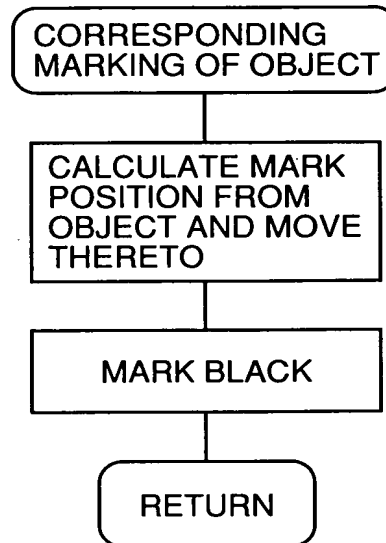 CORRESPONDING
MARKING OF OBJECT
CALCULATE MARK
POSITION FROM
OBJECT AND MOVE
THERETO
MARK BLACK
RETURN